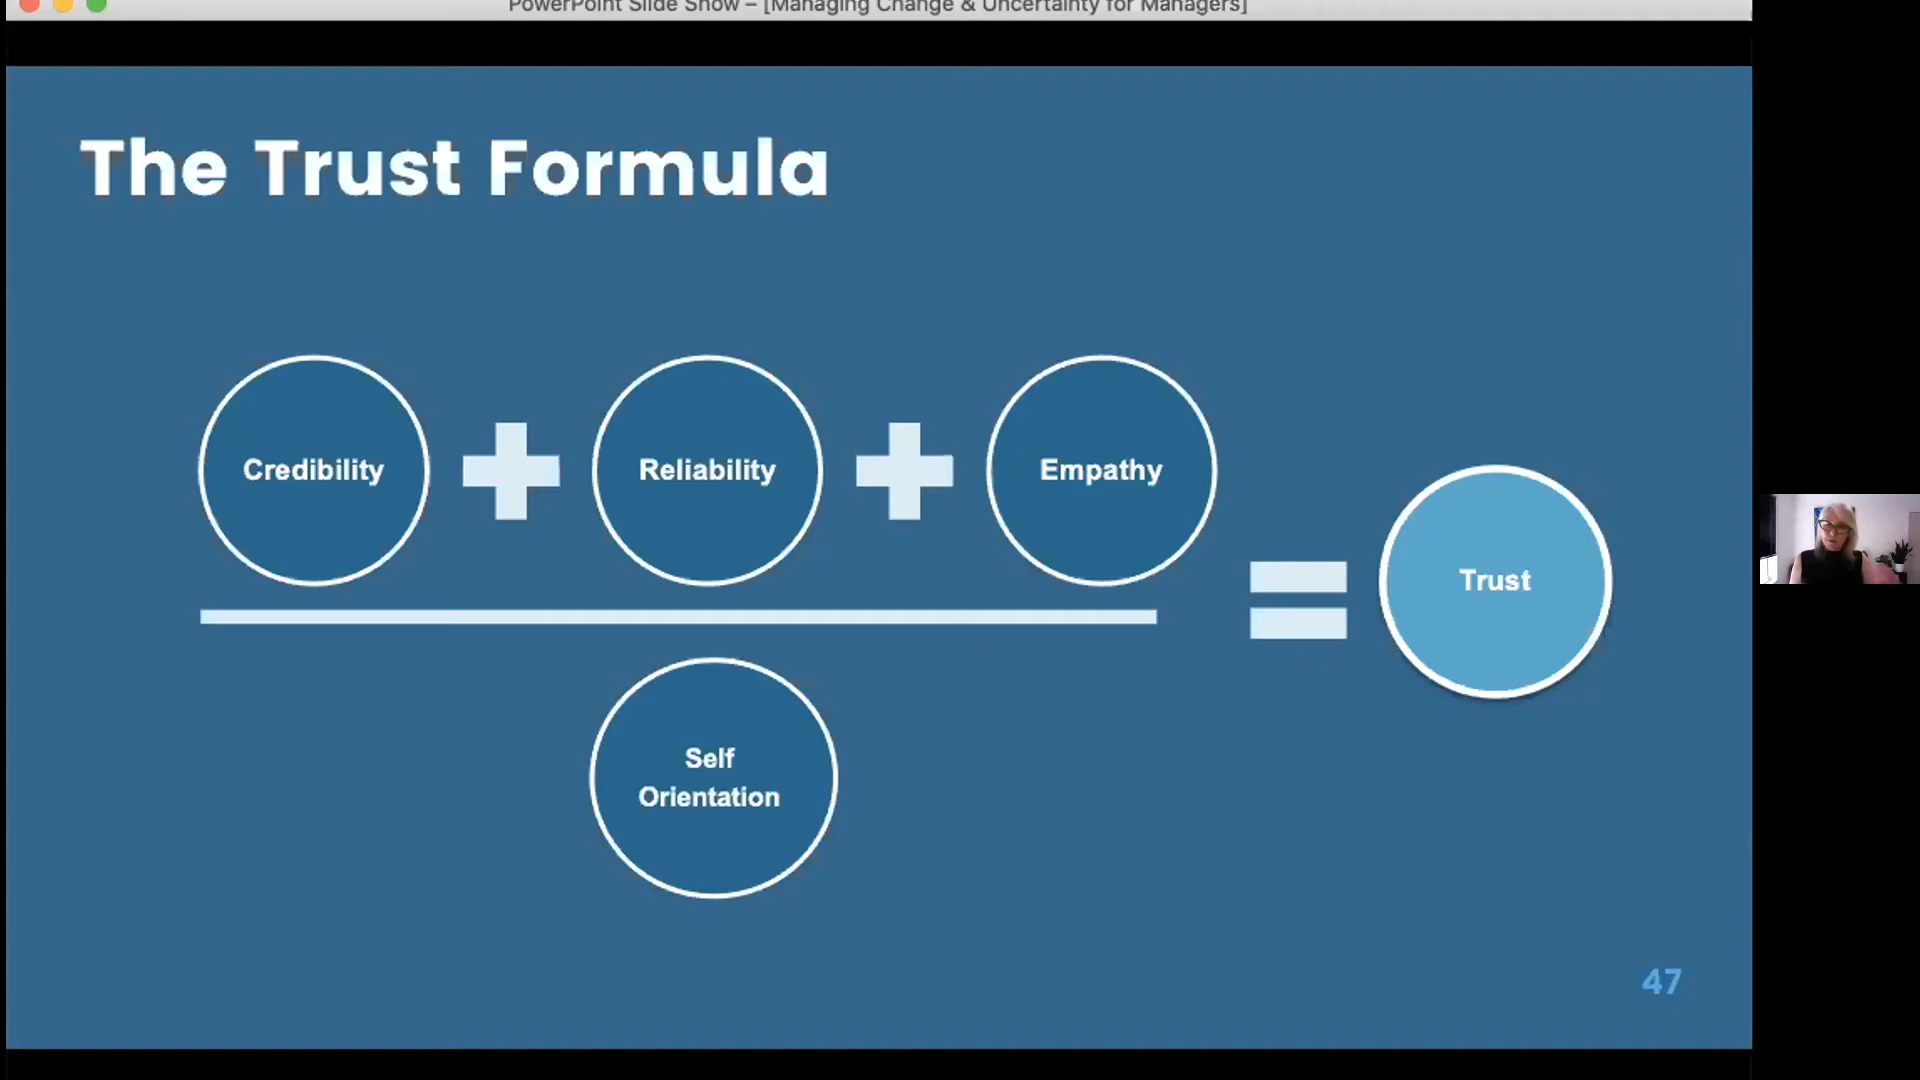 PowerPoint Slide Show – [Managing Change & Uncertainty for Managers]
The Trust Formula
Credibility
Reliability
Empathy
Trust
Self
Orientation
47